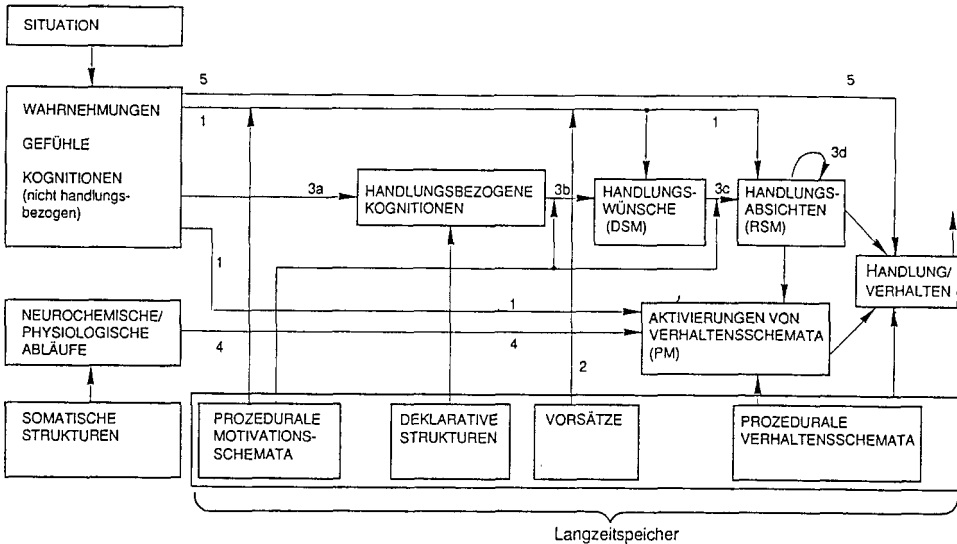 SITUATION
5
5
WAHRNEHMUNGEN
1
1
GEFÜHLE
3d
KOGNITIONEN
(nicht handlungs-
bezogen)
3a
HANDLUNGSBEZOGENE
KOGNITIONEN
3b
HANDLUNGS-
WÜNSCHE
(DSM)
3c
HANDLUNGS-
ABSICHTEN
(RSM)
1
1
HANDLUNG/
VERHALTEN
NEUROCHEMISCHE/
PHYSIOLOGISCHE
ABLÄUFE
4
4
AKTIVIERUNGEN VON
VERHALTENSSCHEMATA
(PM)
2
SOMATISCHE
STRUKTUREN
PROZEDURALE
MOTIVATIONS-
SCHEMATA
DEKLARATIVE
STRUKTUREN
VORSÄTZE
PROZEDURALE
VERHALTENSSCHEMATA
Langzeitspeicher